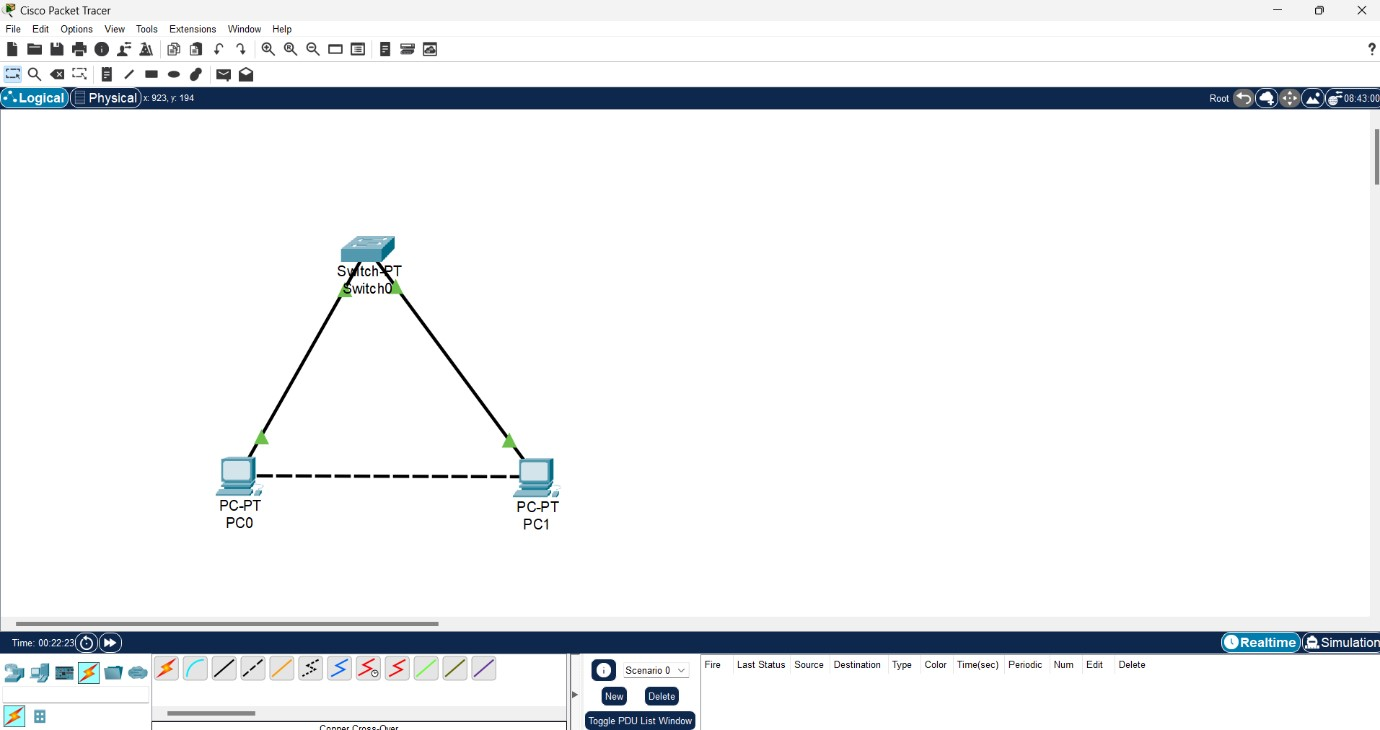 Cisco Packet Tracer
File Edit Options View Tools Extensions Window Help
?
Logical Physical x: 923, y: 194 Root 08:43:00
Switch-PT
Switch0
PC-PT
PC0
PC-PT
PC1
Time: 00:22:23 Realtime Simulation
Scenario 0 Fire Last Status Source Destination Type Color Time(sec) Periodic Num Edit Delete
New Delete
Toggle PDU List Window
Copper Cross-Over